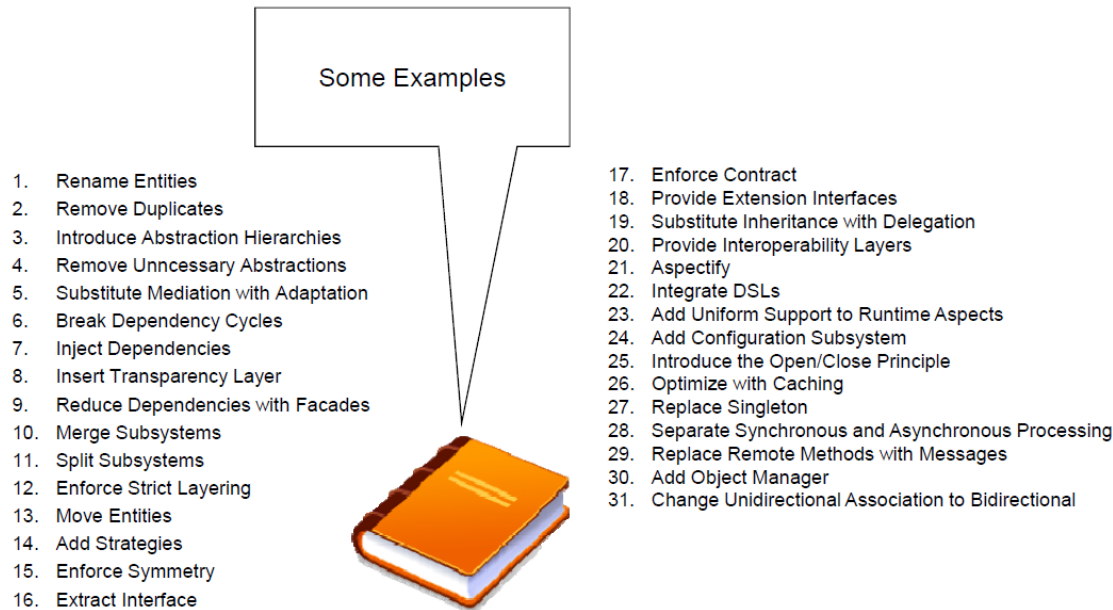 Some Examples
1. Rename Entities
2. Remove Duplicates
3. Introduce Abstraction Hierarchies
4. Remove Unncessary Abstractions
5. Substitute Mediation with Adaptation
6. Break Dependency Cycles
7. Inject Dependencies
8. Insert Transparency Layer
9. Reduce Dependencies with Facades
10. Merge Subsystems
11. Split Subsystems
12. Enforce Strict Layering
13. Move Entities
14. Add Strategies
15. Enforce Symmetry
16. Extract Interface
17. Enforce Contract
18. Provide Extension Interfaces
19. Substitute Inheritance with Delegation
20. Provide Interoperability Layers
21. Aspectify
22. Integrate DSLs
23. Add Uniform Support to Runtime Aspects
24. Add Configuration Subsystem
25. Introduce the Open/Close Principle
26. Optimize with Caching
27. Replace Singleton
28. Separate Synchronous and Asynchronous Processing
29. Replace Remote Methods with Messages
30. Add Object Manager
31. Change Unidirectional Association to Bidirectional